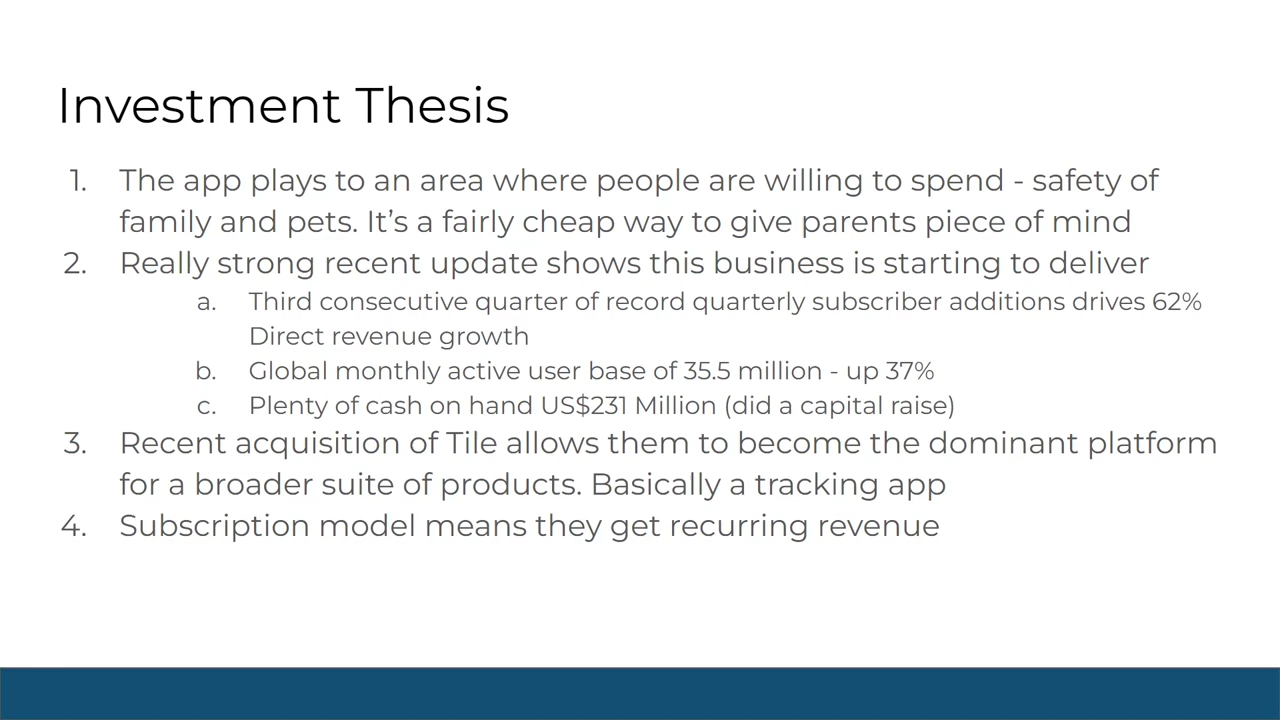 Investment Thesis
1. The app plays to an area where people are willing to spend - safety of
family and pets. It's a fairly cheap way to give parents piece of mind
2. Really strong recent update shows this business is starting to deliver
a. Third consecutive quarter of record quarterly subscriber additions drives 62%
Direct revenue growth
b. Global monthly active user base of 35.5 million - up 37%
c. Plenty of cash on hand US$231 Million (did a capital raise)
3. Recent acquisition of Tile allows them to become the dominant platform
for a broader suite of products. Basically a tracking app
4. Subscription model means they get recurring revenue